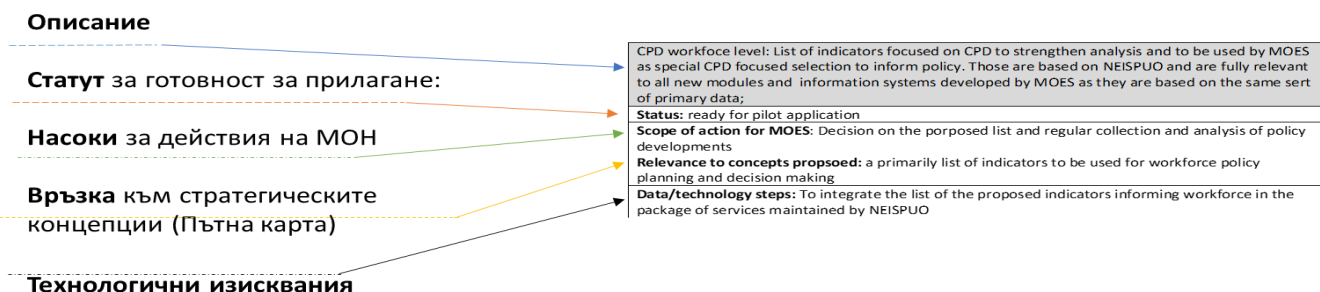 Описание
Статут за готовност за прилагане:
Насоки за действия на МОН
Връзка към стратегическите
концепции (Пътна карта)
Технологични изисквания
CPD workfoce level: List of indicators focused on CPD to strengthen analysis and to be used by MOES
as special CPD focused selection to inform policy. Those are based on NEISPUO and are fully relevant
to all new modules and information systems developed by MOES as they are based on the same sert
of primary data;
Status: ready for pilot application
Scope of action for MOES: Decision on the porposed list and regular collection and analysis of policy
developments
Relevance to concepts propsoed: a primarily list of indicators to be used for workforce policy
planning and decision making
Data/technology steps: To integrate the list of the proposed indicators informing workforce in the
package of services maintained by NEISPUO